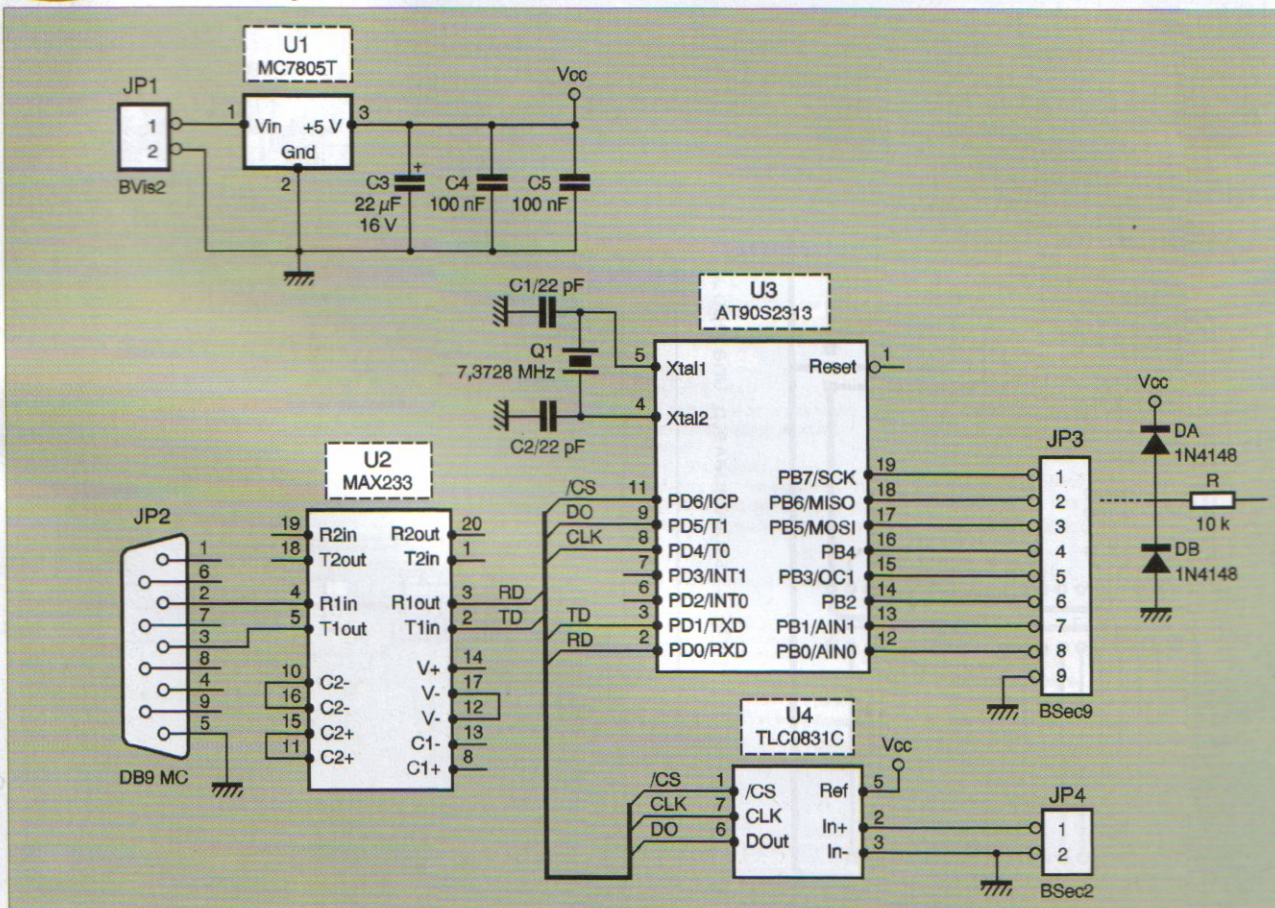 U1
MC7805T
Vcc
JP1
1
2
BVis2
1
Vin
+5 V
3
Gnd
2
+
C3
22 µF
16 V
C4
100 nF
C5
100 nF
C1/22 pF
Q1
7,3728 MHz
C2/22 pF
U3
AT90S2313
5
Xtal1
Reset
1
4
Xtal2
/CS
11
PD6/ICP
DO
9
PD5/T1
CLK
8
PD4/T0
7
PD3/INT1
6
PD2/INT0
TD
3
PD1/TXD
RD
2
PD0/RXD
PB7/SCK
19
PB6/MISO
18
PB5/MOSI
17
PB4
16
PB3/OC1
15
PB2
14
PB1/AIN1
13
PB0/AIN0
12
JP3
1
2
3
4
5
6
7
8
9
BSec9
Vcc
DA
1N4148
R
10 k
DB
1N4148
U2
MAX233
JP2
1
6
2
7
3
8
4
9
5
DB9 MC
19
R2in
18
T2out
4
R1in
5
T1out
10
C2-
16
C2-
15
C2+
11
C2+
R2out
20
T2in
1
R1out
3
RD
T1in
2
TD
V+
14
V-
17
V-
12
C1-
13
C1+
8
U4
TLC0831C
/CS
1
/CS
CLK
7
CLK
DO
6
DOut
Ref
5
Vcc
In+
2
In-
3
JP4
1
2
BSec2